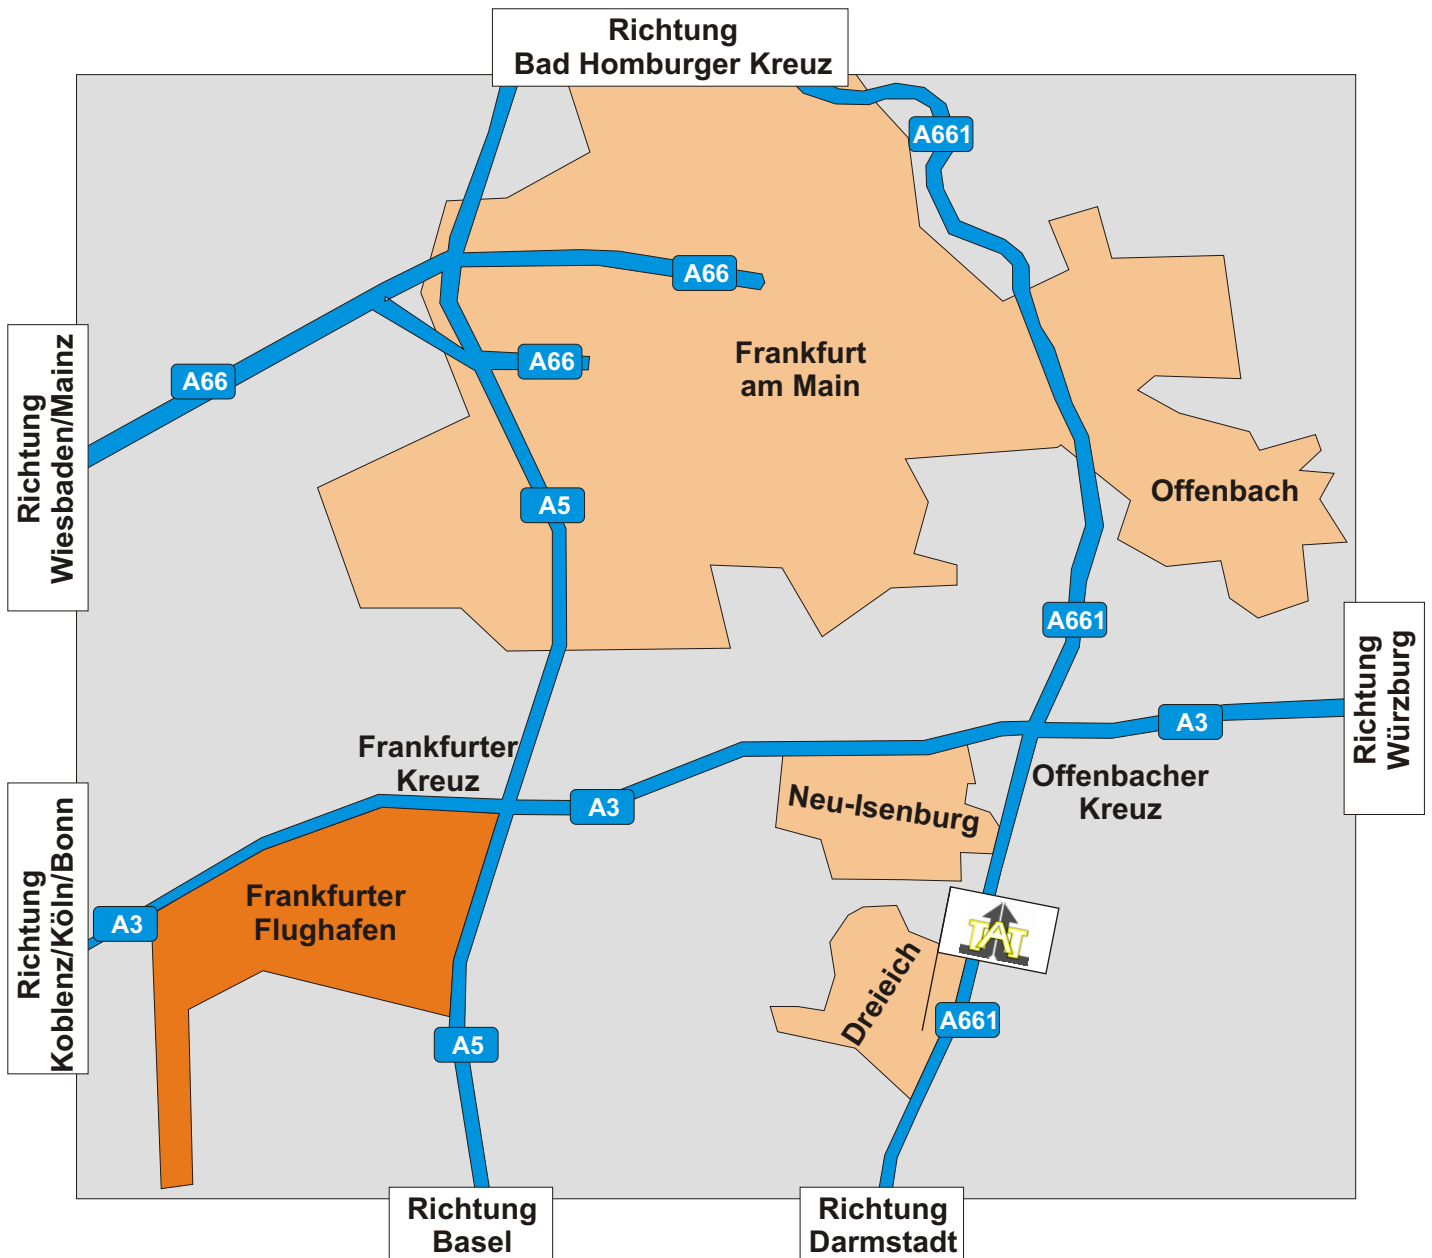 Richtung
Bad Homburger Kreuz
A661
A66
A66
A66
Frankfurt
am Main
Richtung
Wiesbaden/Mainz
A5
Offenbach
A661
Richtung
Würzburg
A3
Frankfurter
Kreuz
A3
Offenbacher
Kreuz
Neu-Isenburg
Richtung
Koblenz/Köln/Bonn
A3
Frankfurter
Flughafen
TAT
Dreieich
A661
A5
Richtung
Basel
Richtung
Darmstadt